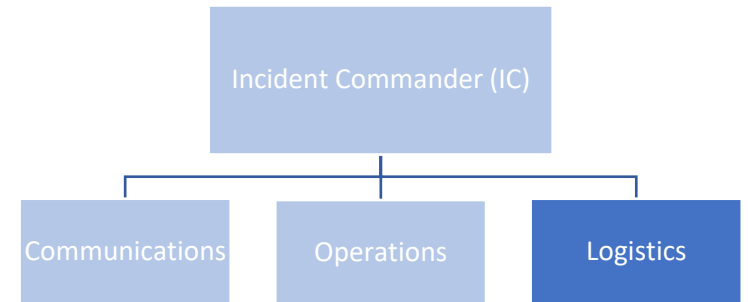 Incident Commander (IC)
Communications
Operations
Logistics